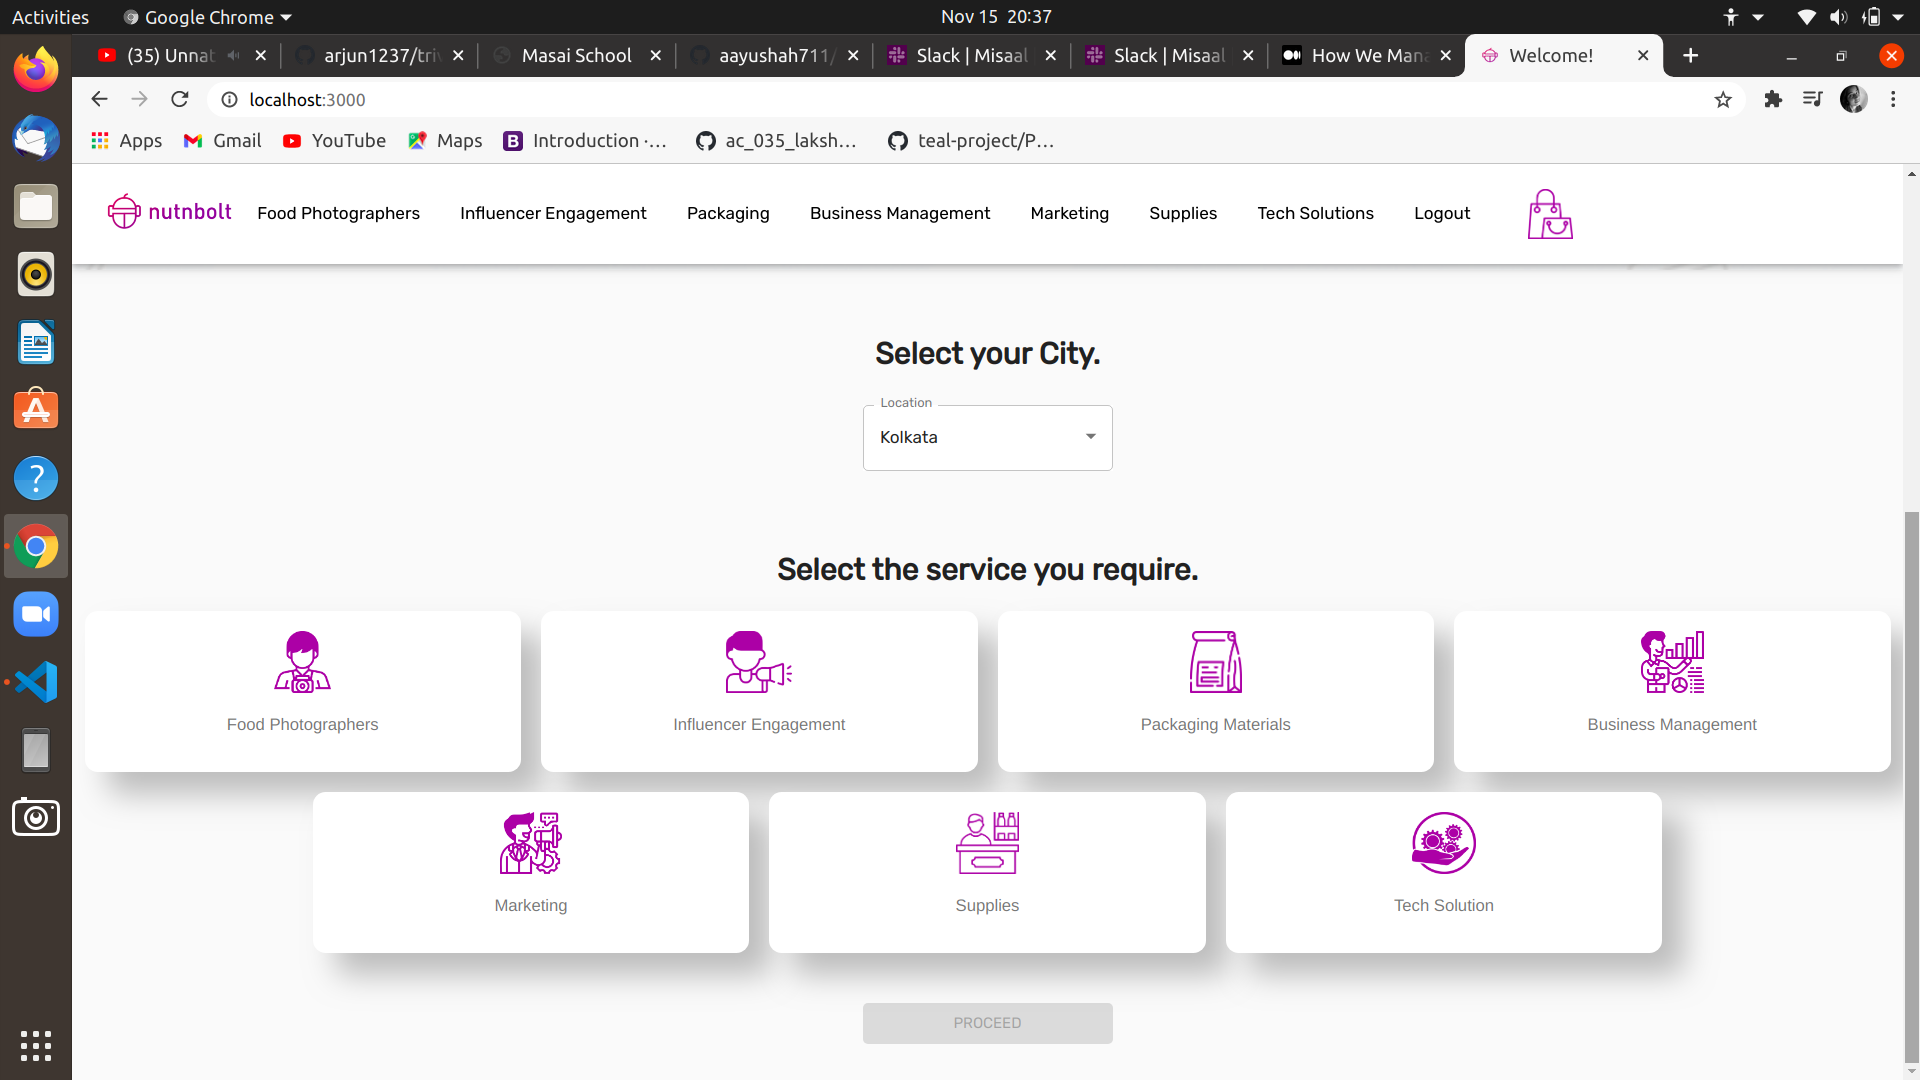 Activities Google Chrome Nov 15 20:37
(35) Unnat arjun1237/triv Masai School aayushah711/ Slack | Misaal Slack | Misaal How We Mana Welcome!
localhost:3000
Apps Gmail YouTube Maps B Introduction ·... ac_035_laksh... teal-project/P...
nutnbolt Food Photographers Influencer Engagement Packaging Business Management Marketing Supplies Tech Solutions Logout
Select your City.
Location
Kolkata
Select the service you require.
Food Photographers Influencer Engagement Packaging Materials Business Management
Marketing Supplies Tech Solution
PROCEED